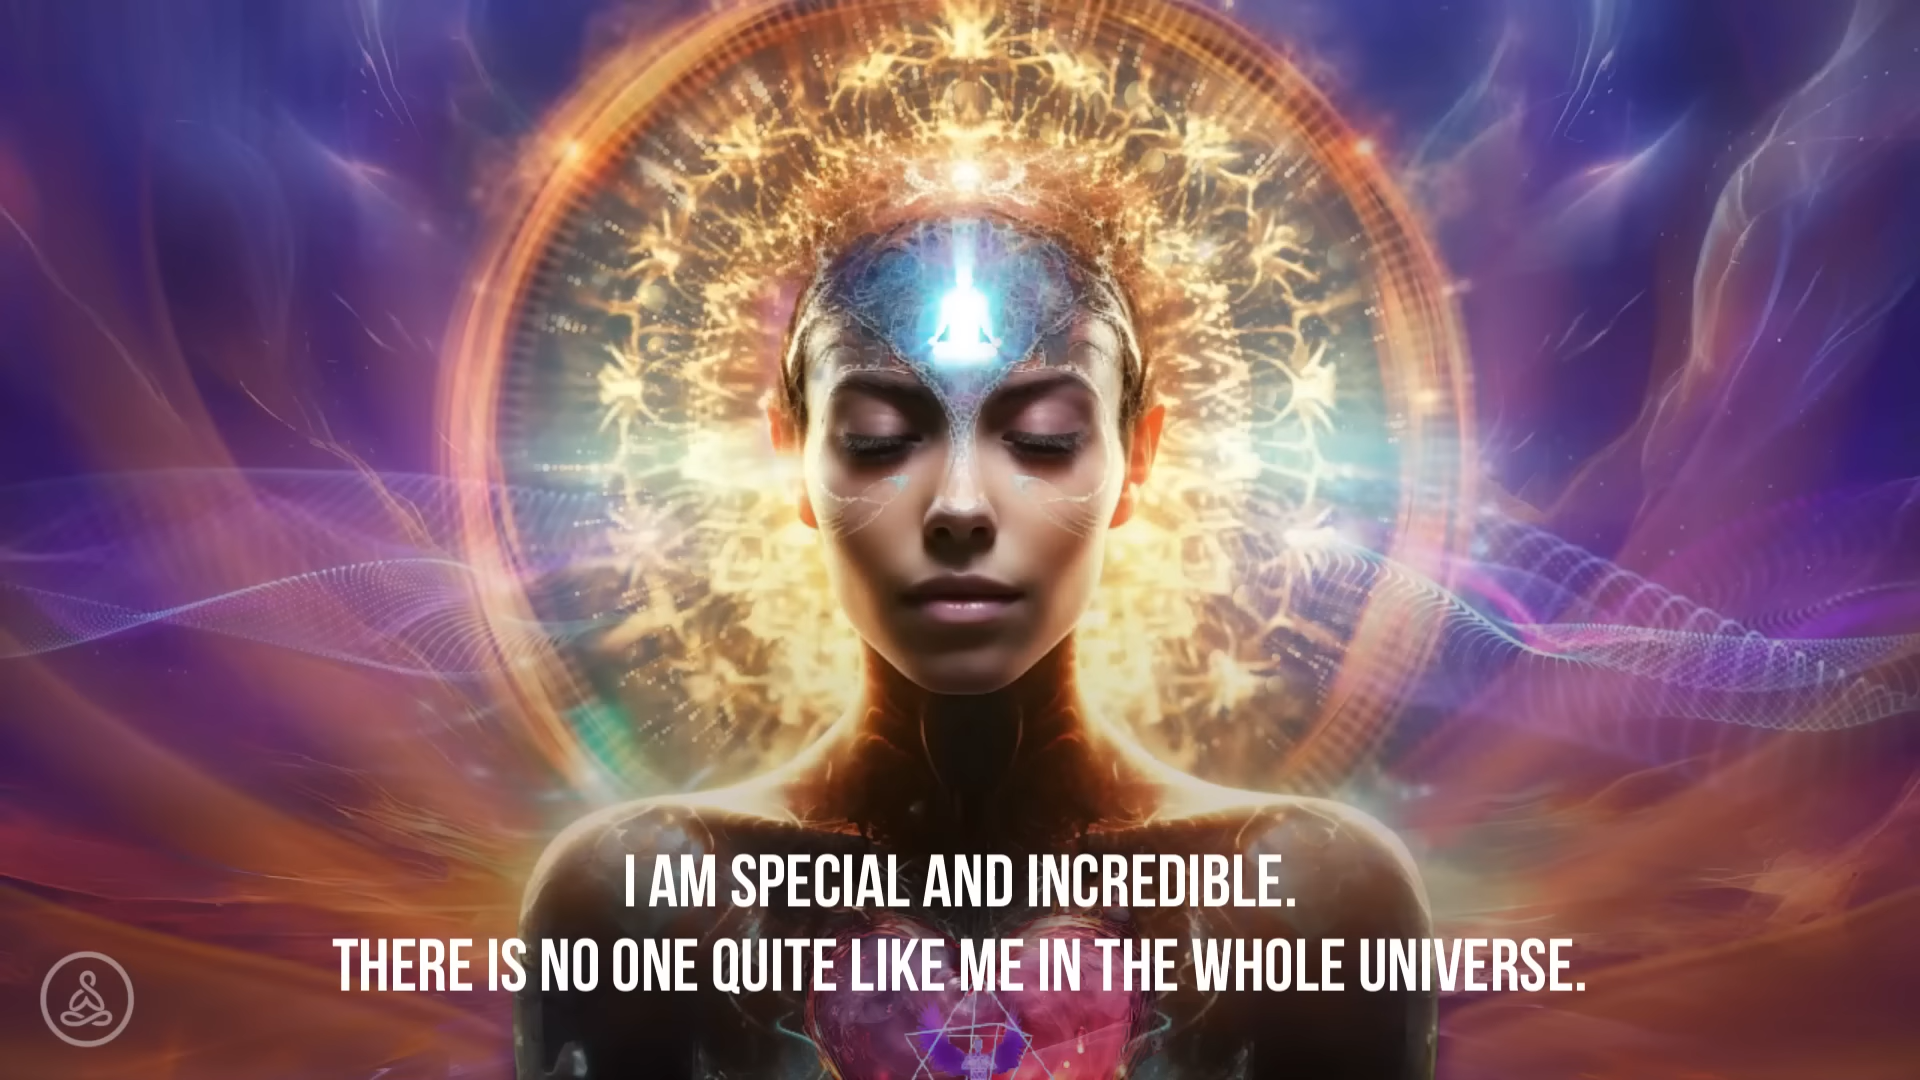 I AM SPECIAL AND INCREDIBLE.
THERE IS NO ONE QUITE LIKE ME IN THE WHOLE UNIVERSE.